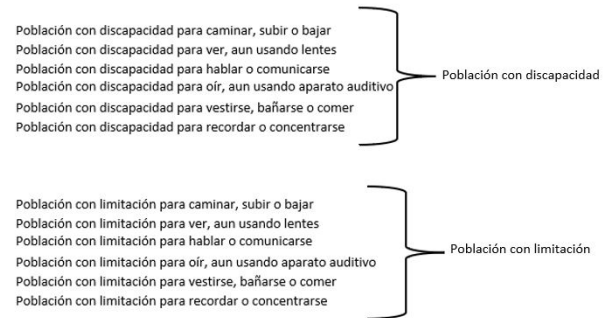 Población con discapacidad para caminar, subir o bajar
Población con discapacidad para ver, aun usando lentes
Población con discapacidad para hablar o comunicarse
Población con discapacidad para oír, aun usando aparato auditivo
Población con discapacidad para vestirse, bañarse o comer
Población con discapacidad para recordar o concentrarse
Población con discapacidad
Población con limitación para caminar, subir o bajar
Población con limitación para ver, aun usando lentes
Población con limitación para hablar o comunicarse
Población con limitación para oír, aun usando aparato auditivo
Población con limitación para vestirse, bañarse o comer
Población con limitación para recordar o concentrarse
Población con limitación